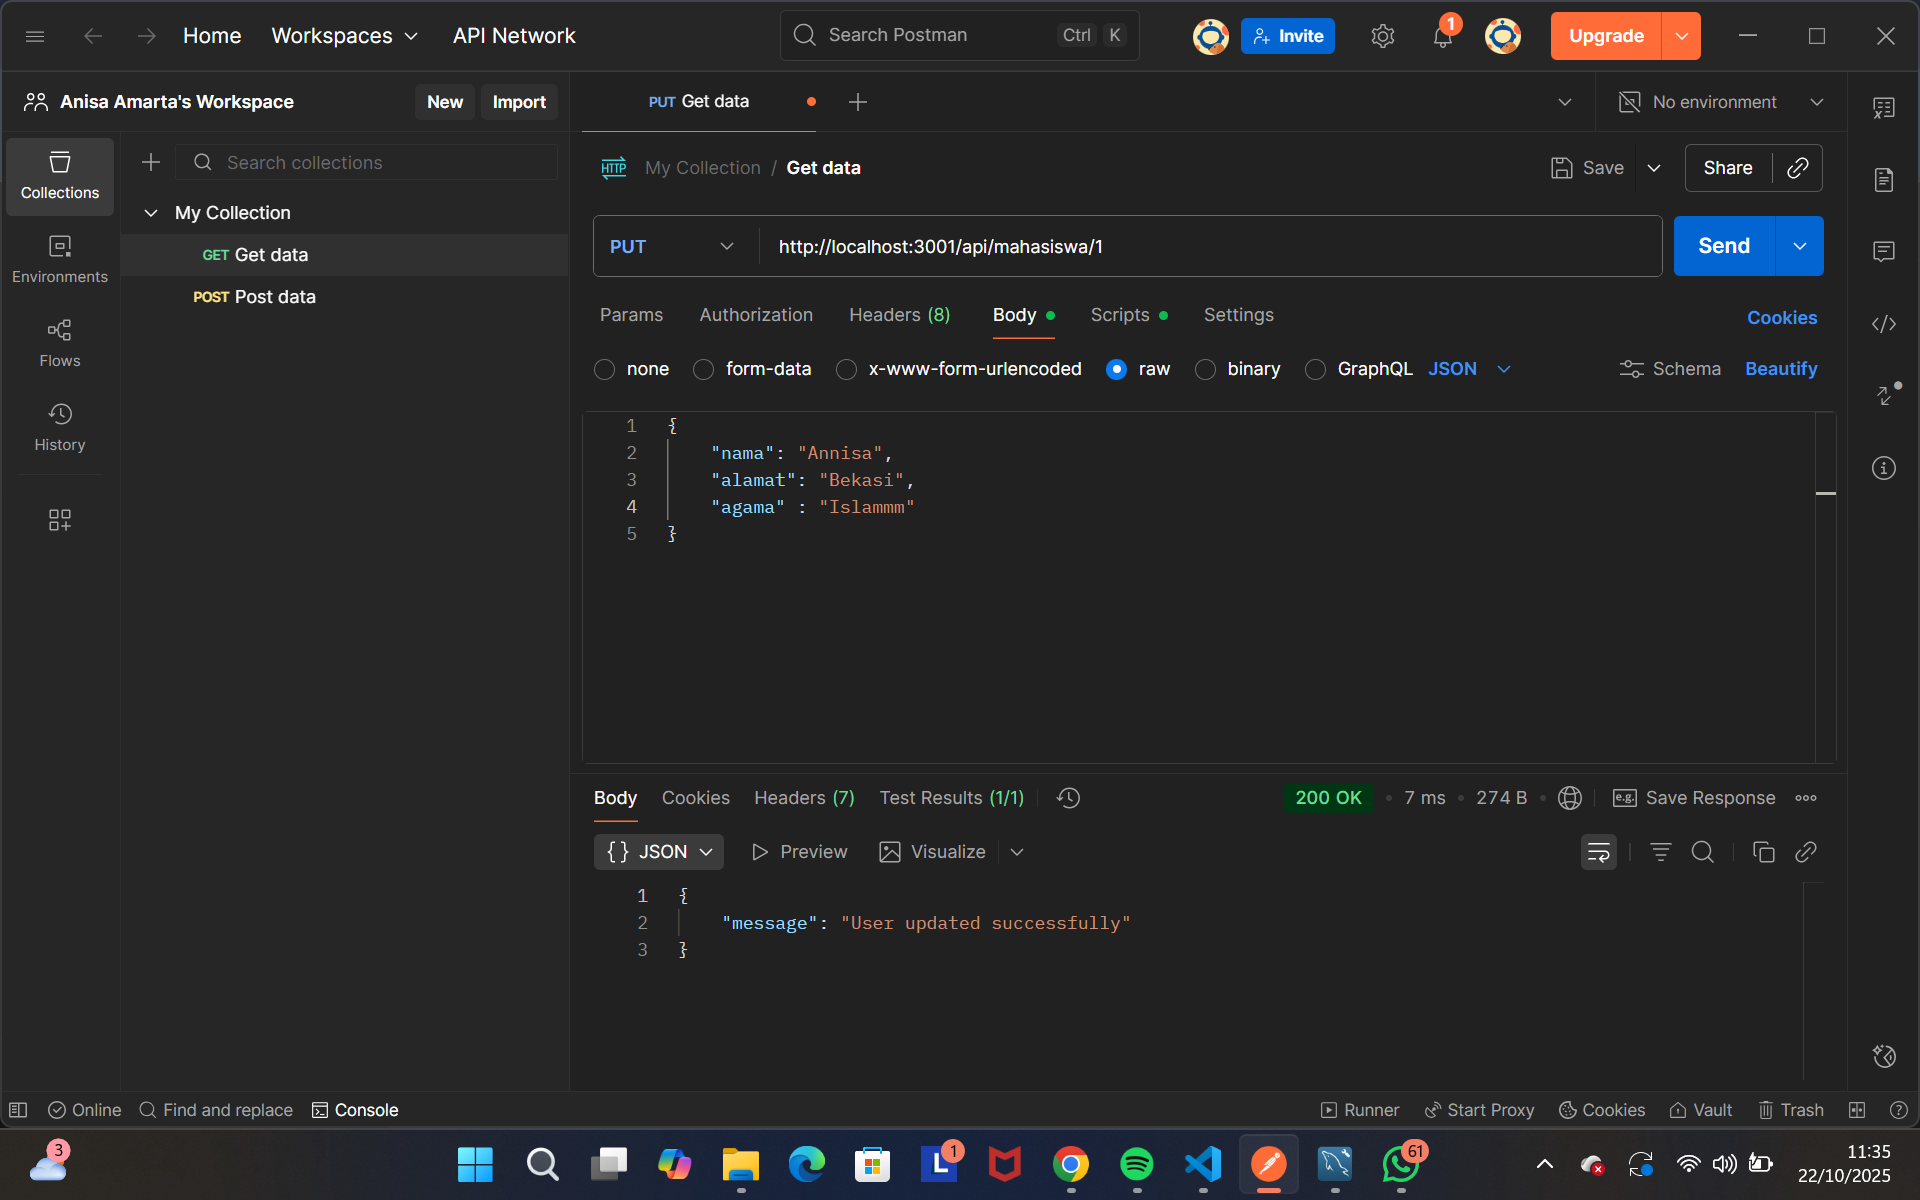 Home Workspaces API Network Search Postman Ctrl K Invite 1 Upgrade
Anisa Amarta's Workspace New Import PUT Get data No environment
Collections
Search collections
HTTP My Collection / Get data Save Share
My Collection
GET Get data
POST Post data
Environments
Flows
History
PUT http://localhost:3001/api/mahasiswa/1 Send
Params Authorization Headers (8) Body Scripts Settings Cookies
none form-data x-www-form-urlencoded raw binary GraphQL JSON Schema Beautify
1 {
2 "nama": "Annisa",
3 "alamat": "Bekasi",
4 "agama" : "Islammm"
5 }
Body Cookies Headers (7) Test Results (1/1) 200 OK • 7 ms • 274 B • e.g. Save Response
{} JSON Preview Visualize
1 {
2 "message": "User updated successfully"
3 }
Online Find and replace Console Runner Start Proxy Cookies Vault Trash
3 L 1 61 11:35
22/10/2025